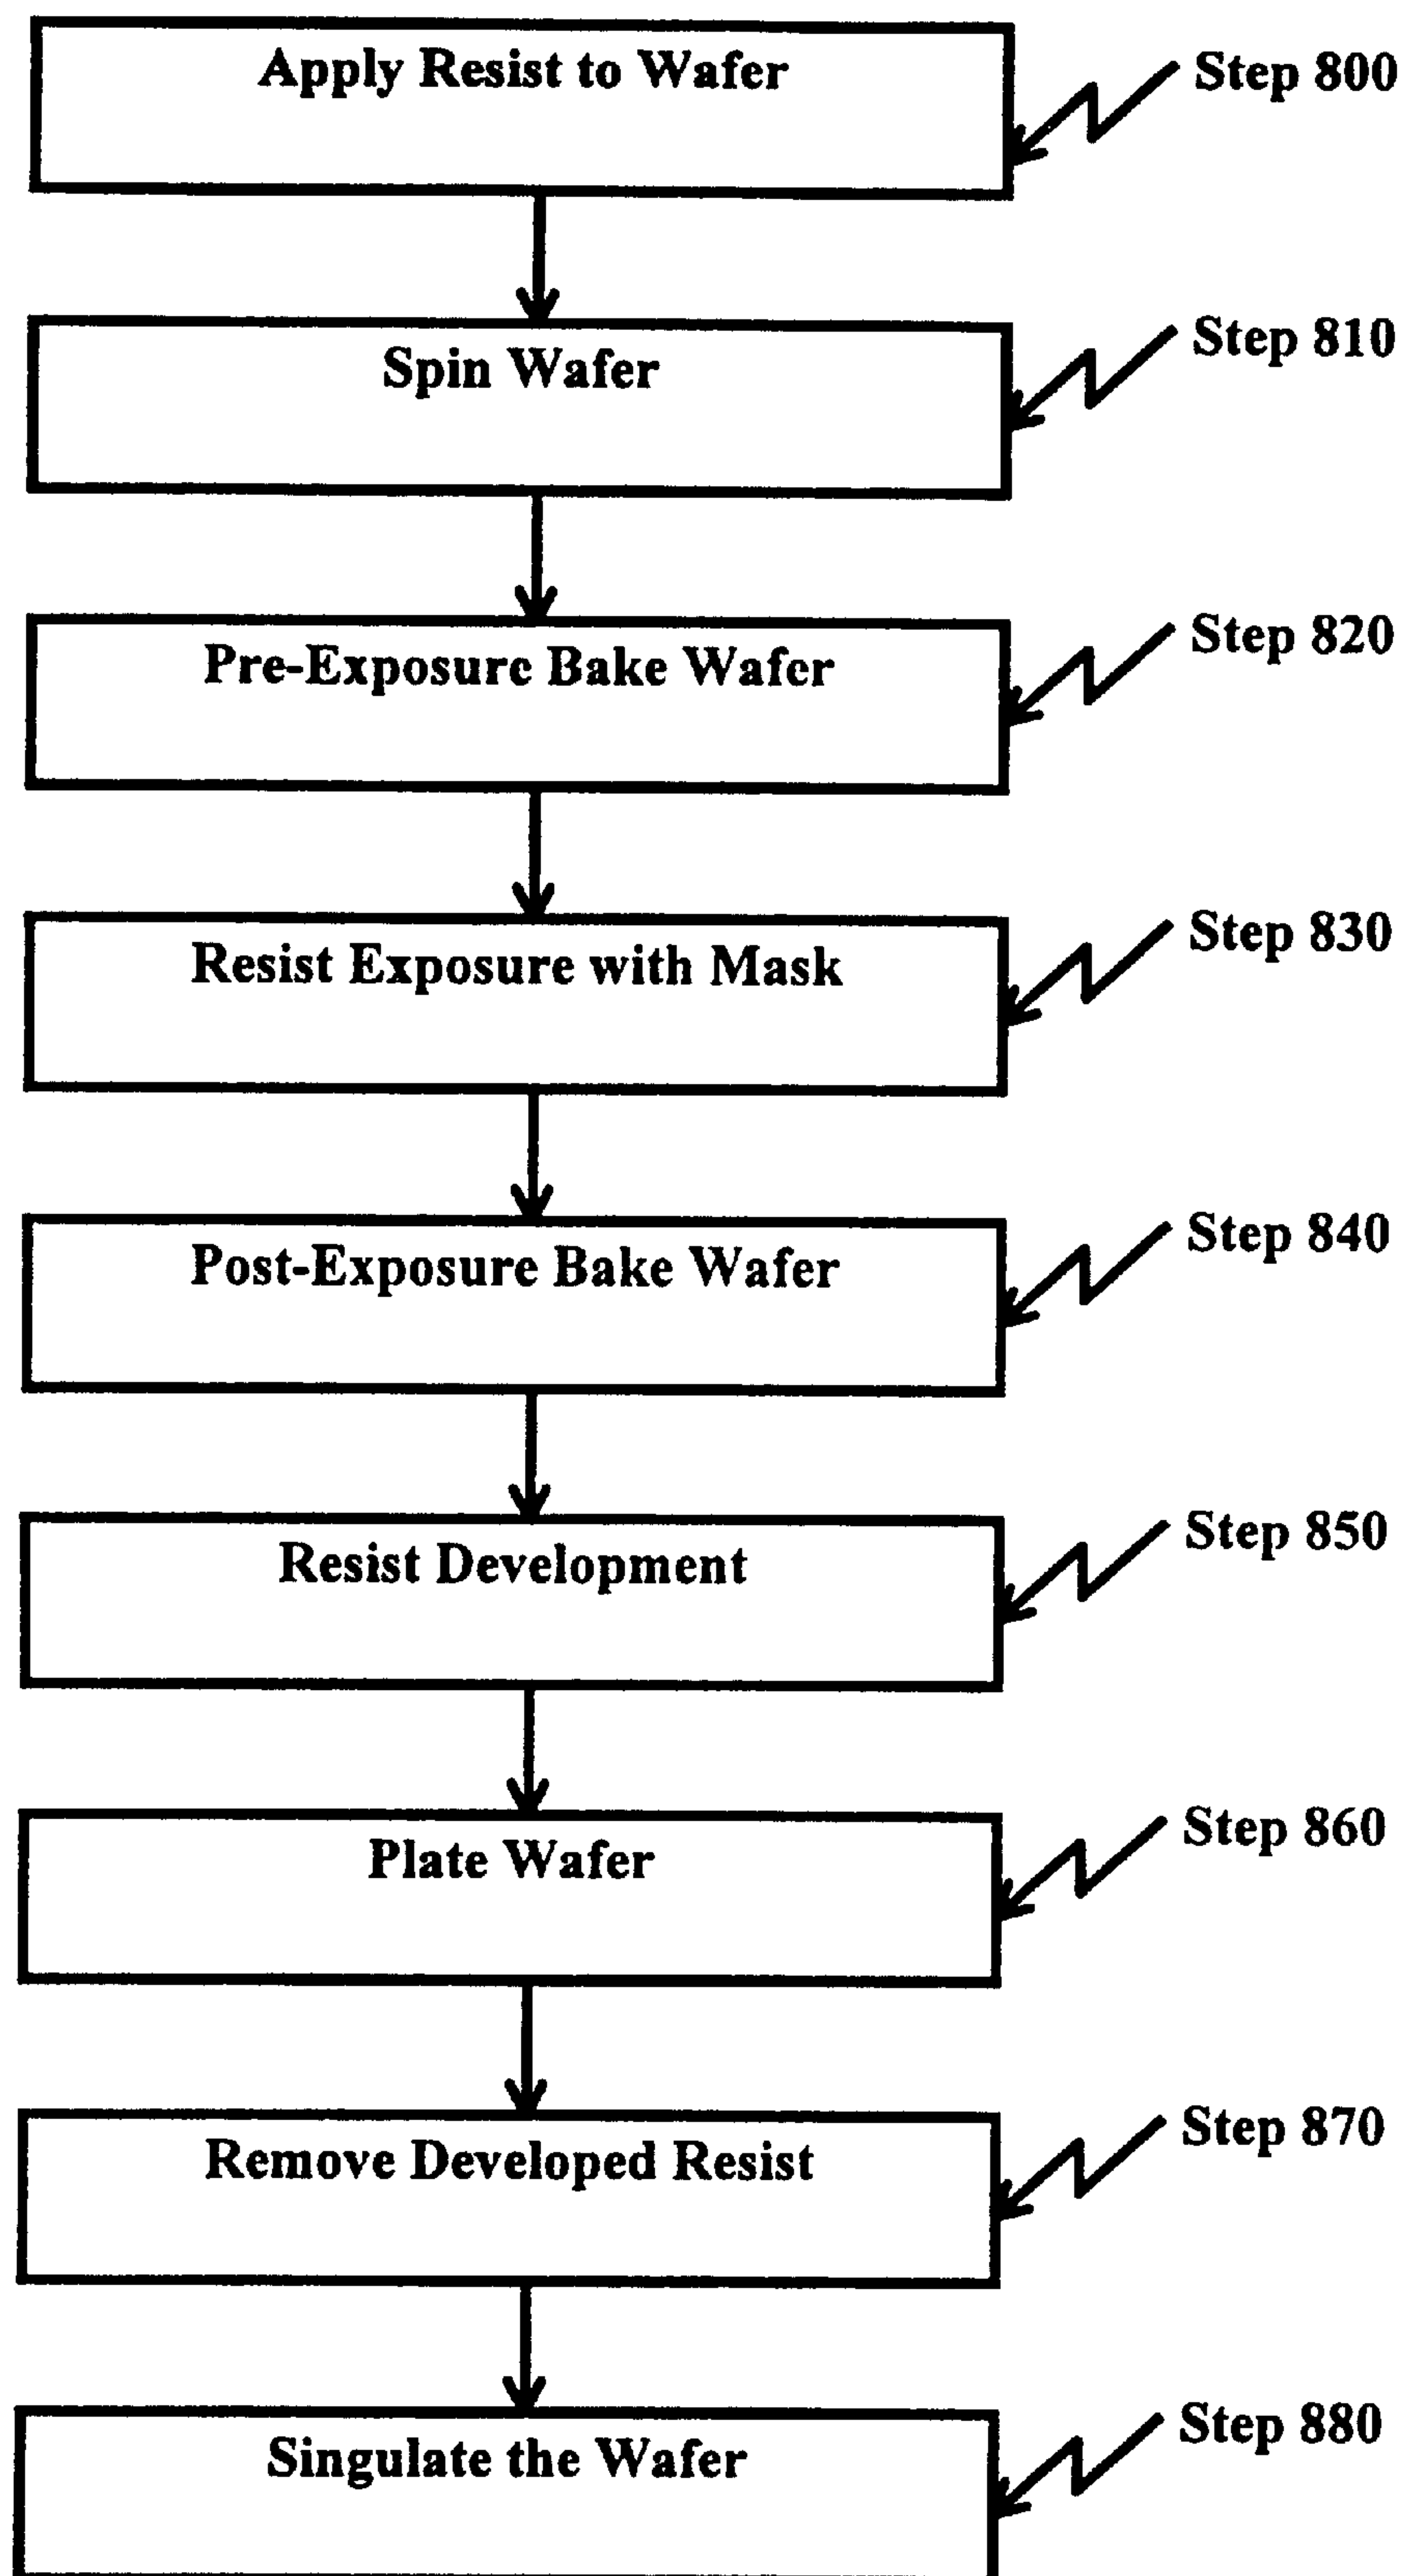 Apply Resist to Wafer
Step 800
Spin Wafer
Step 810
Pre-Exposure Bake Wafer
Step 820
Resist Exposure with Mask
Step 830
Post-Exposure Bake Wafer
Step 840
Resist Development
Step 850
Plate Wafer
Step 860
Remove Developed Resist
Step 870
Singulate the Wafer
Step 880